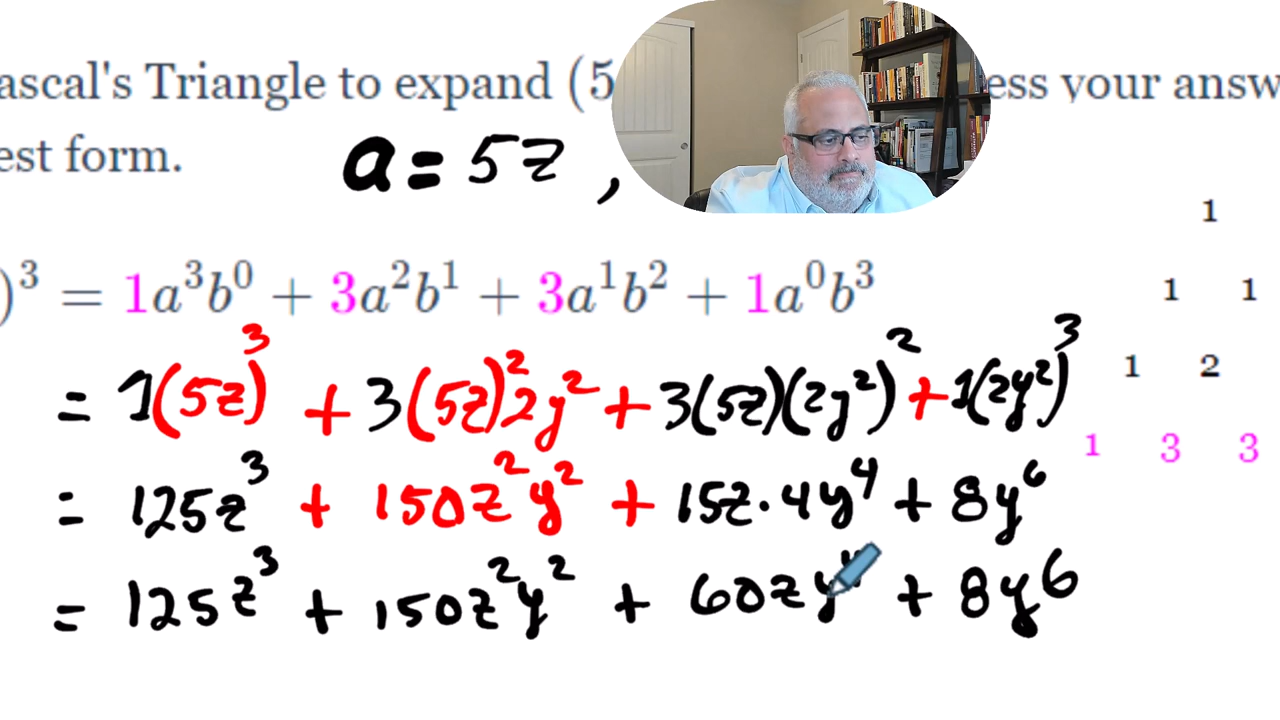 ascal's Triangle to expand (5 ess your answ
est form.
a = 5z ,
)³ = 1a³b⁰ + 3a²b¹ + 3a¹b² + 1a⁰b³
= 1(5z)³ + 3(5z)²2y² + 3(5z)(2y²)² + 1(2y²)³
= 125z³ + 150z²y² + 15z·4y⁴ + 8y⁶
= 125z³ + 150z²y² + 60zy⁴ + 8y⁶
1
1 1
1 2
1 3 3